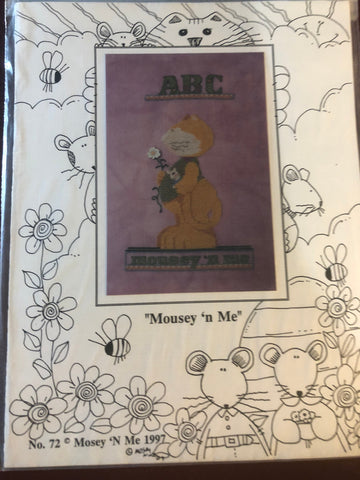 ABC
mousey 'n me
"Mousey 'n Me"
No. 72 © Mosey 'N Me 1997